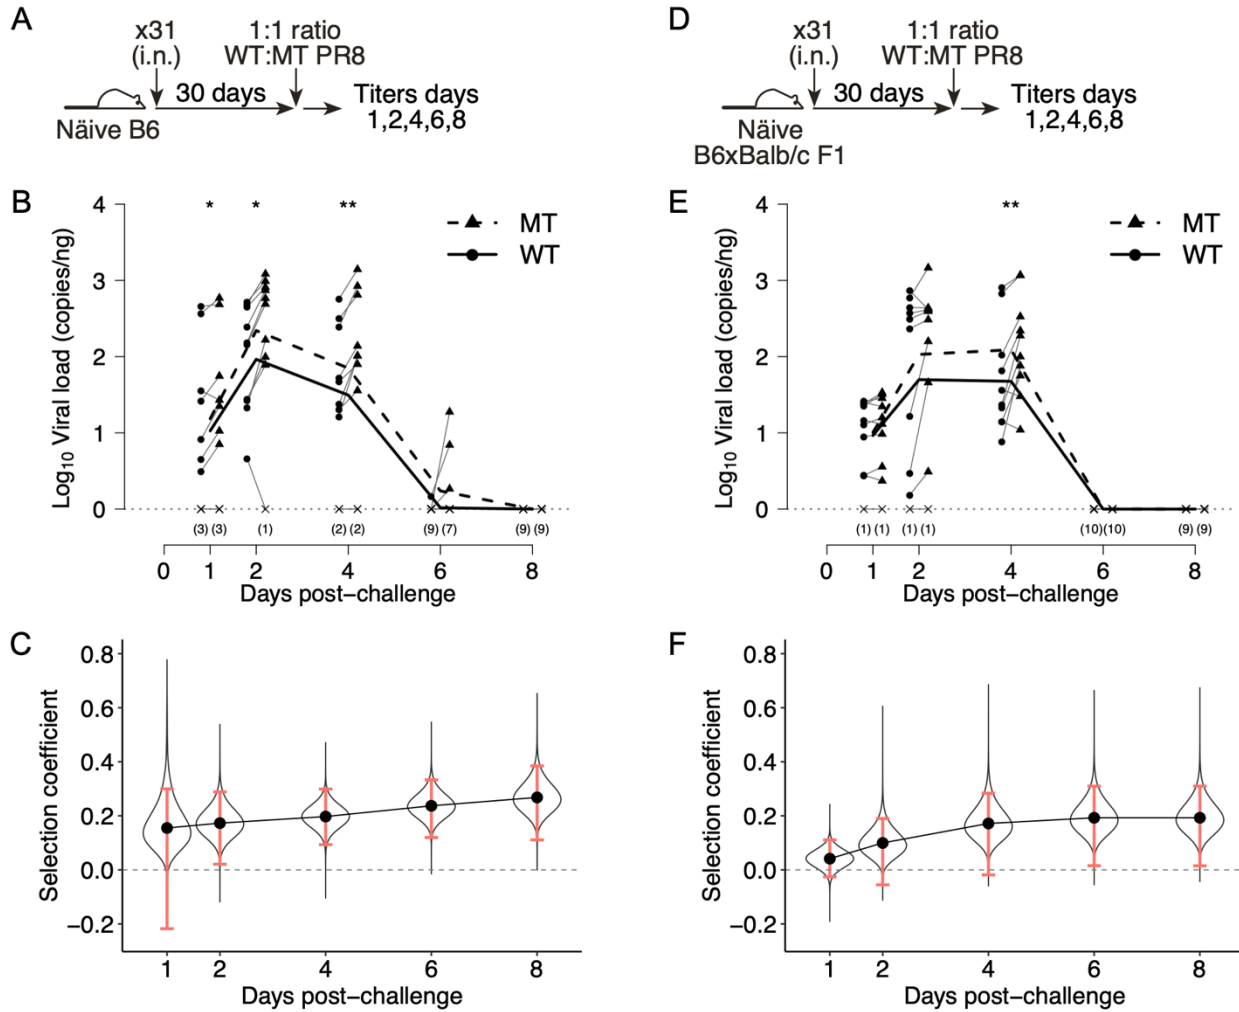 A
x31
(i.n.)
1:1 ratio
WT:MT PR8
30 days
Titers days
1,2,4,6,8
Näive B6
D
x31
(i.n.)
1:1 ratio
WT:MT PR8
30 days
Titers days
1,2,4,6,8
Näive
B6xBalb/c F1
B
Log10 Viral load (copies/ng)
4
3
2
1
0
* * **
MT
WT
(3) (3) (1) (2) (2) (9) (7) (9) (9)
0 1 2 4 6 8
Days post-challenge
E
Log10 Viral load (copies/ng)
4
3
2
1
0
**
MT
WT
(1) (1) (1) (1) (10)(10) (9) (9)
0 1 2 4 6 8
Days post-challenge
C
Selection coefficient
0.8
0.6
0.4
0.2
0.0
−0.2
1 2 4 6 8
Days post-challenge
F
Selection coefficient
0.8
0.6
0.4
0.2
0.0
−0.2
1 2 4 6 8
Days post-challenge